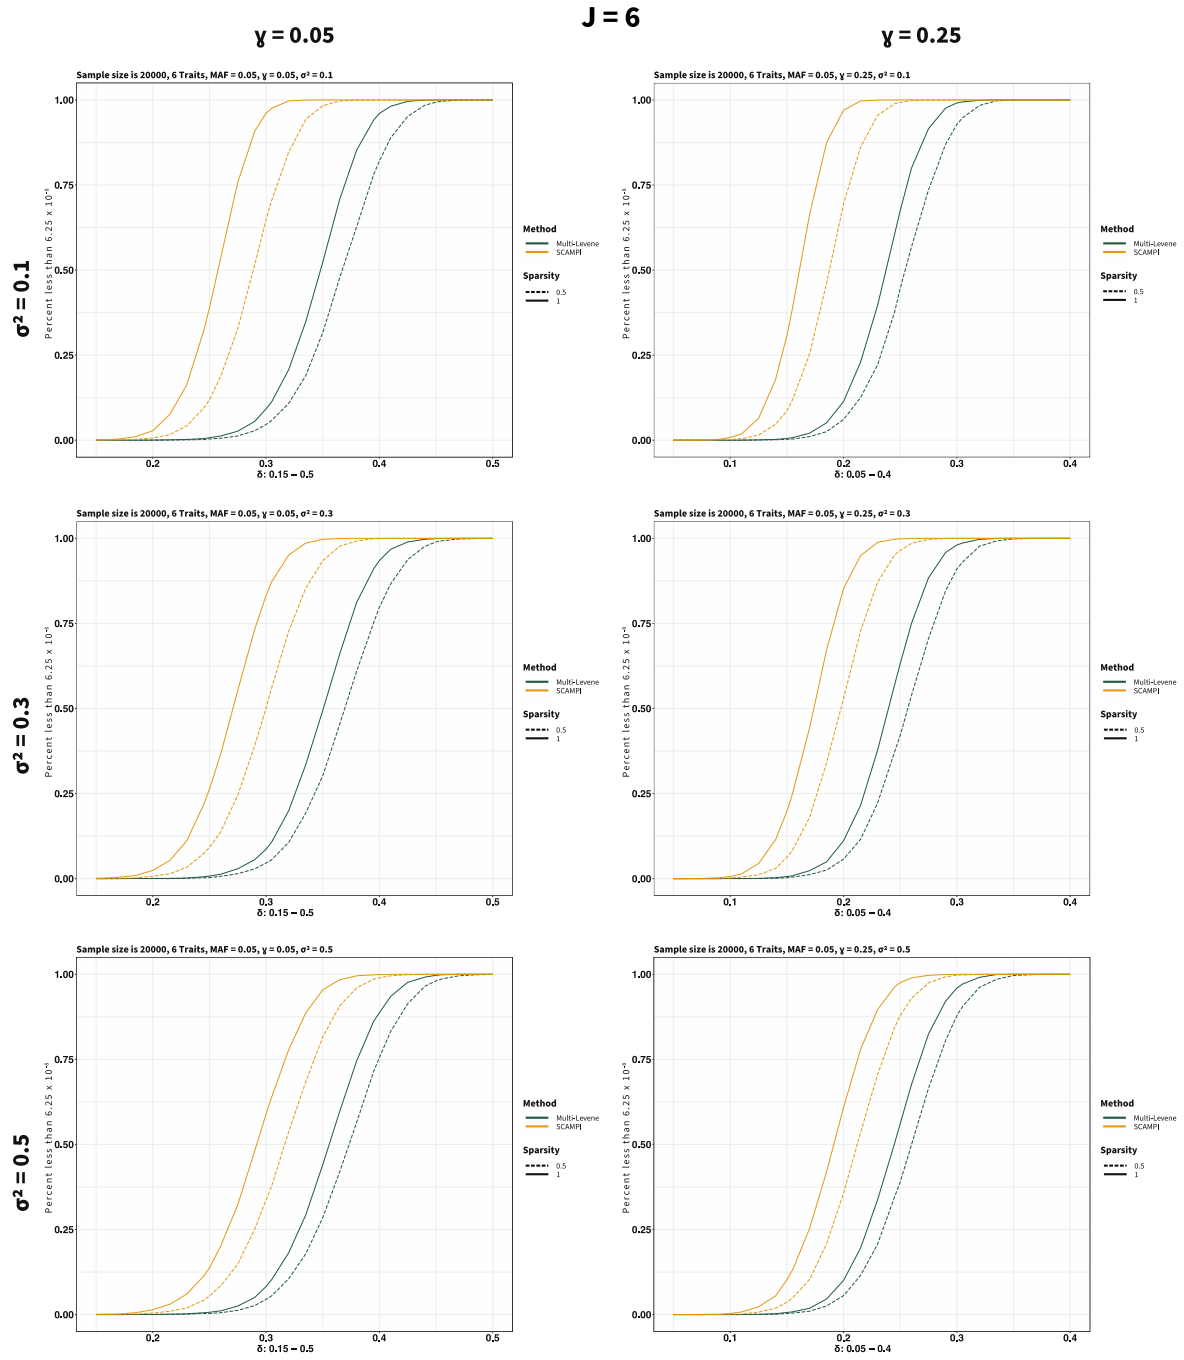 J = 6
ɣ = 0.05
ɣ = 0.25
σ² = 0.1
Sample size is 20000, 6 Traits, MAF = 0.05, ɣ = 0.05, σ² = 0.1
Percent less than 6.25 x 10⁻³
1.00
0.75
0.50
0.25
0.00
0.2
0.3
0.4
0.5
δ: 0.15 – 0.5
Method
Multi-Levene
SCAMPI
Sparsity
0.5
1
Sample size is 20000, 6 Traits, MAF = 0.05, ɣ = 0.25, σ² = 0.1
Percent less than 6.25 x 10⁻³
1.00
0.75
0.50
0.25
0.00
0.1
0.2
0.3
0.4
δ: 0.05 – 0.4
Method
Multi-Levene
SCAMPI
Sparsity
0.5
1
σ² = 0.3
Sample size is 20000, 6 Traits, MAF = 0.05, ɣ = 0.05, σ² = 0.3
Percent less than 6.25 x 10⁻³
1.00
0.75
0.50
0.25
0.00
0.2
0.3
0.4
0.5
δ: 0.15 – 0.5
Method
Multi-Levene
SCAMPI
Sparsity
0.5
1
Sample size is 20000, 6 Traits, MAF = 0.05, ɣ = 0.25, σ² = 0.3
Percent less than 6.25 x 10⁻³
1.00
0.75
0.50
0.25
0.00
0.1
0.2
0.3
0.4
δ: 0.05 – 0.4
Method
Multi-Levene
SCAMPI
Sparsity
0.5
1
σ² = 0.5
Sample size is 20000, 6 Traits, MAF = 0.05, ɣ = 0.05, σ² = 0.5
Percent less than 6.25 x 10⁻³
1.00
0.75
0.50
0.25
0.00
0.2
0.3
0.4
0.5
δ: 0.15 – 0.5
Method
Multi-Levene
SCAMPI
Sparsity
0.5
1
Sample size is 20000, 6 Traits, MAF = 0.05, ɣ = 0.25, σ² = 0.5
Percent less than 6.25 x 10⁻³
1.00
0.75
0.50
0.25
0.00
0.1
0.2
0.3
0.4
δ: 0.05 – 0.4
Method
Multi-Levene
SCAMPI
Sparsity
0.5
1